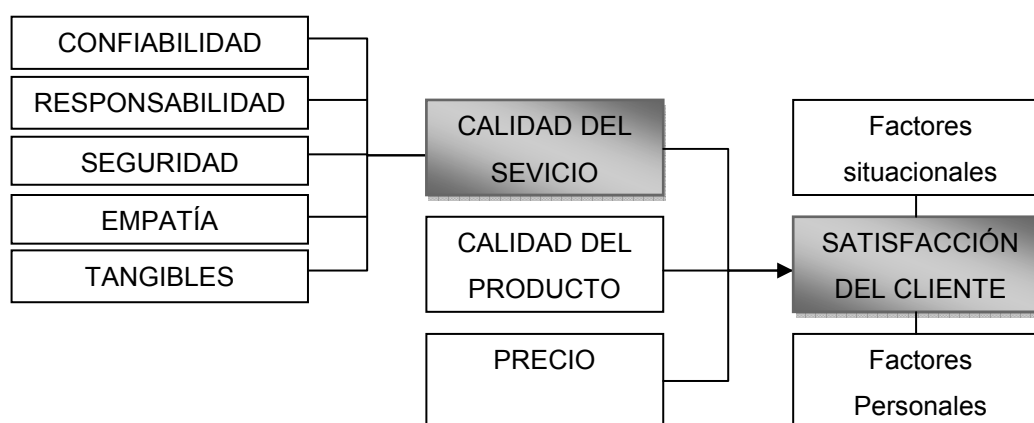 CONFIABILIDAD
RESPONSABILIDAD
SEGURIDAD
EMPATÍA
TANGIBLES
CALIDAD DEL
SEVICIO
CALIDAD DEL
PRODUCTO
PRECIO
Factores
situacionales
SATISFACCIÓN
DEL CLIENTE
Factores
Personales